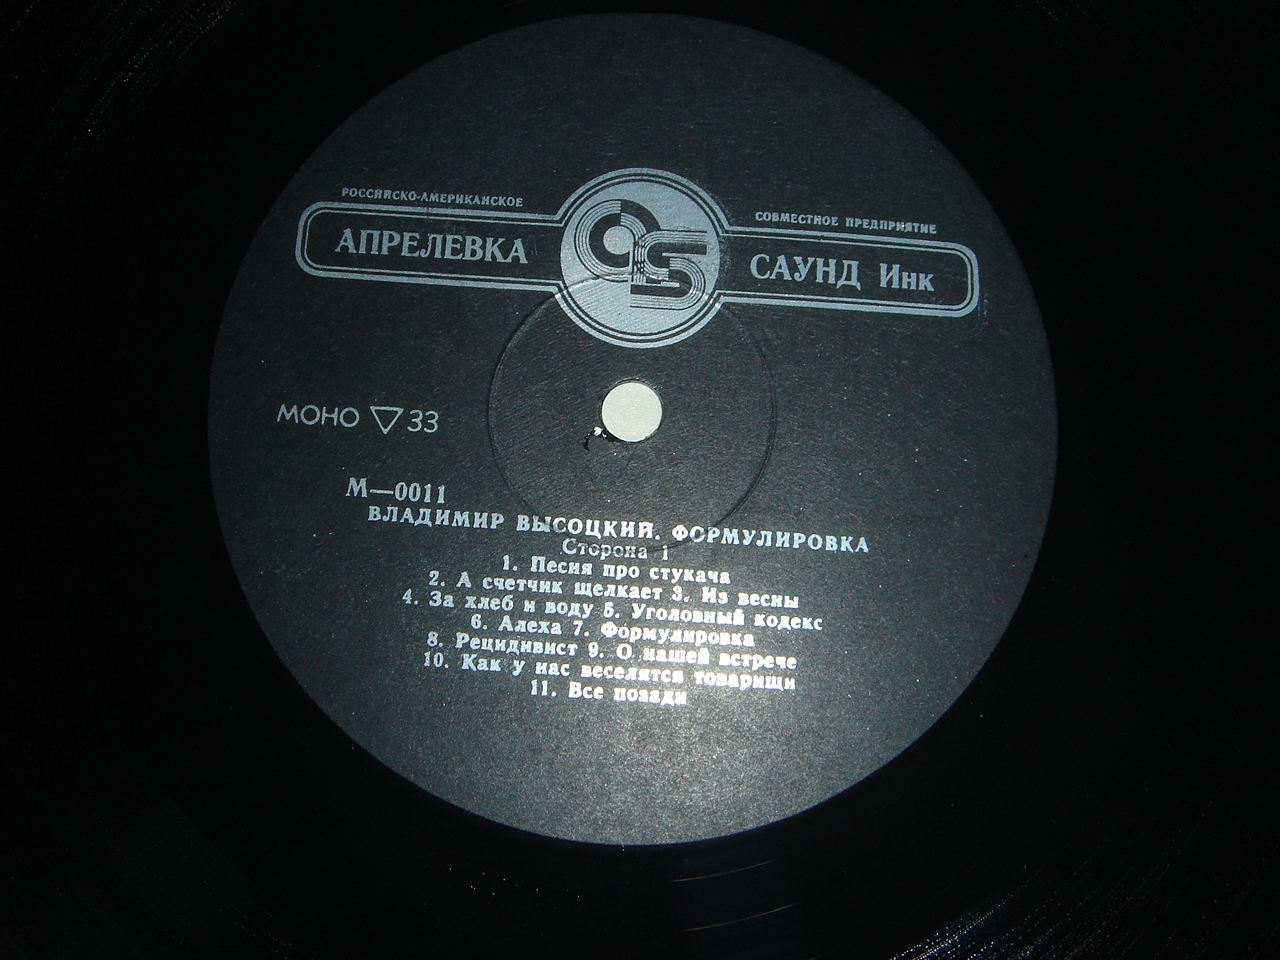 РОССИЙСКО-АМЕРИКАНСКОЕ
СОВМЕСТНОЕ ПРЕДПРИЯТИЕ
АПРЕЛЕВКА
САУНД Инк
МОНО 33
М—0011
ВЛАДИМИР ВЫСОЦКИЙ. ФОРМУЛИРОВКА
Сторона 1
1. Песня про стукача
2. А счетчик щелкает 3. Из весны
4. За хлеб и воду 5. Уголовный кодекс
6. Алеха 7. Формулировка
8. Рецидивист 9. О нашей встрече
10. Как у нас веселятся товарищи
11. Все позади